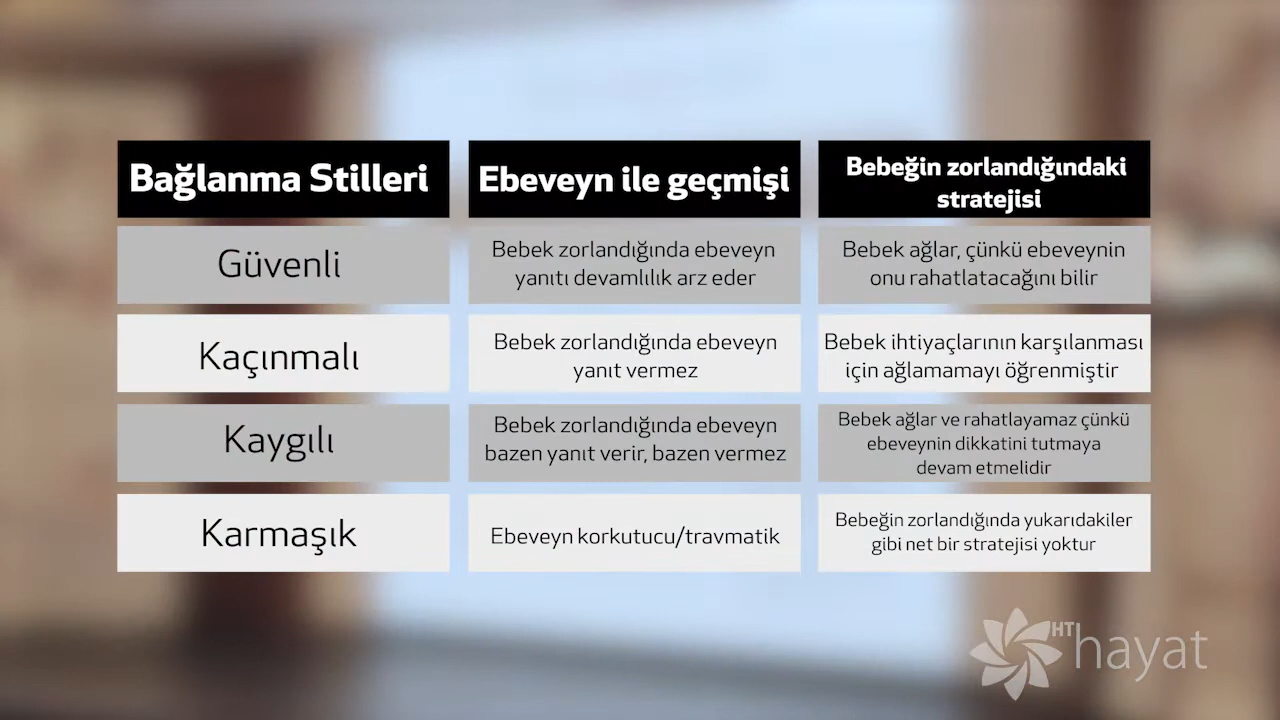 Bağlanma Stilleri
Ebeveyn ile geçmişi
Bebeğin zorlandığındaki
stratejisi
Güvenli
Bebek zorlandığında ebeveyn
yanıtı devamlılık arz eder
Bebek ağlar, çünkü ebeveynin
onu rahatlatacağını bilir
Kaçınmalı
Bebek zorlandığında ebeveyn
yanıt vermez
Bebek ihtiyaçlarının karşılanması
için ağlamamayı öğrenmiştir
Kaygılı
Bebek zorlandığında ebeveyn
bazen yanıt verir, bazen vermez
Bebek ağlar ve rahatlayamaz çünkü
ebeveynin dikkatini tutmaya
devam etmelidir
Karmaşık
Ebeveyn korkutucu/travmatik
Bebeğin zorlandığında yukarıdakiler
gibi net bir stratejisi yoktur
HT hayat